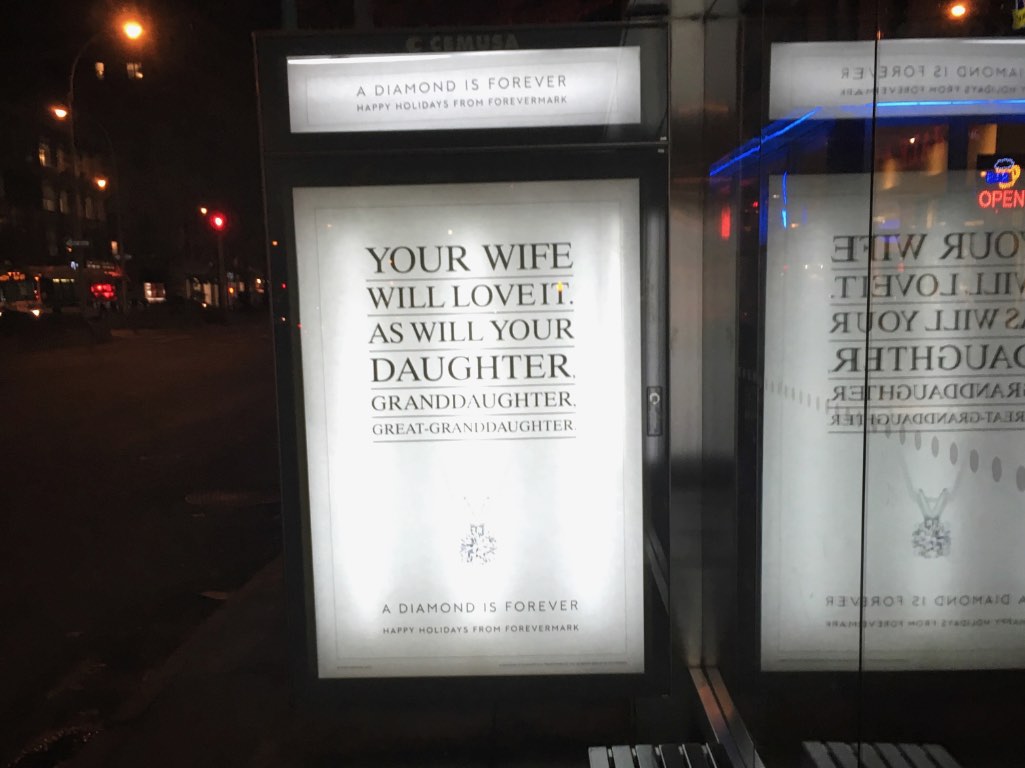 CEMUSA
A DIAMOND IS FOREVER
HAPPY HOLIDAYS FROM FOREVERMARK
YOUR WIFE
WILL LOVE IT.
AS WILL YOUR
DAUGHTER,
GRANDDAUGHTER,
GREAT-GRANDDAUGHTER.
A DIAMOND IS FOREVER
HAPPY HOLIDAYS FROM FOREVERMARK
OPEN